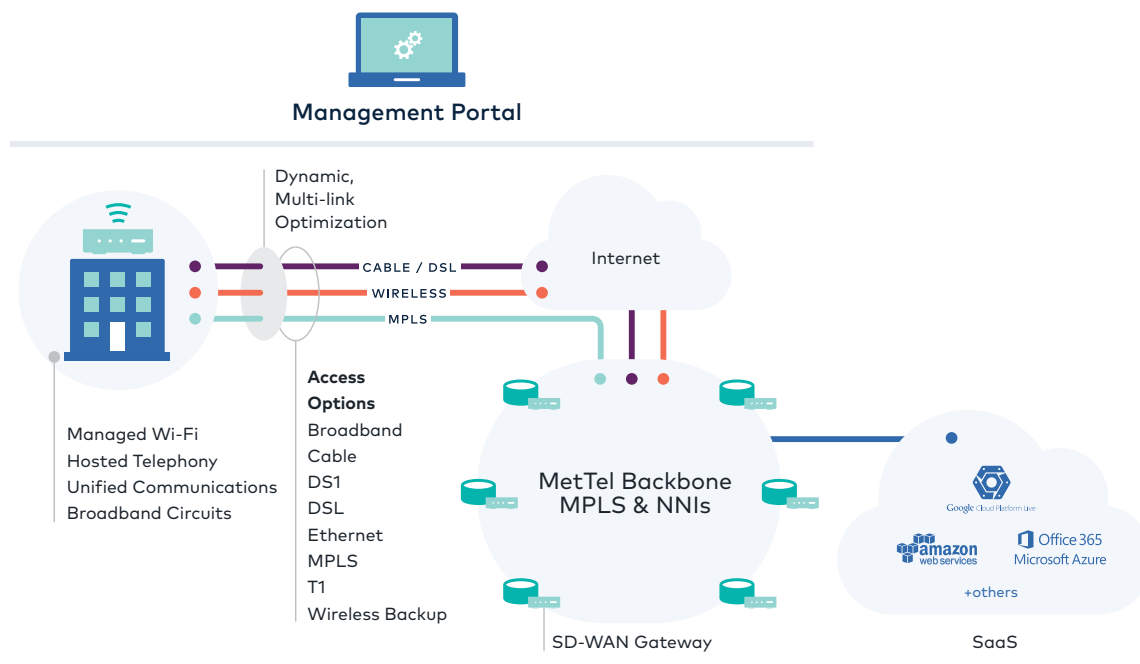 Management Portal
Dynamic,
Multi-link
Optimization
CABLE / DSL
WIRELESS
MPLS
Internet
Managed Wi-Fi
Hosted Telephony
Unified Communications
Broadband Circuits
Access
Options
Broadband
Cable
DS1
DSL
Ethernet
MPLS
T1
Wireless Backup
MetTel Backbone
MPLS & NNIs
SD-WAN Gateway
Google Cloud Platform Live
amazon
web services
Office 365
Microsoft Azure
+others
SaaS